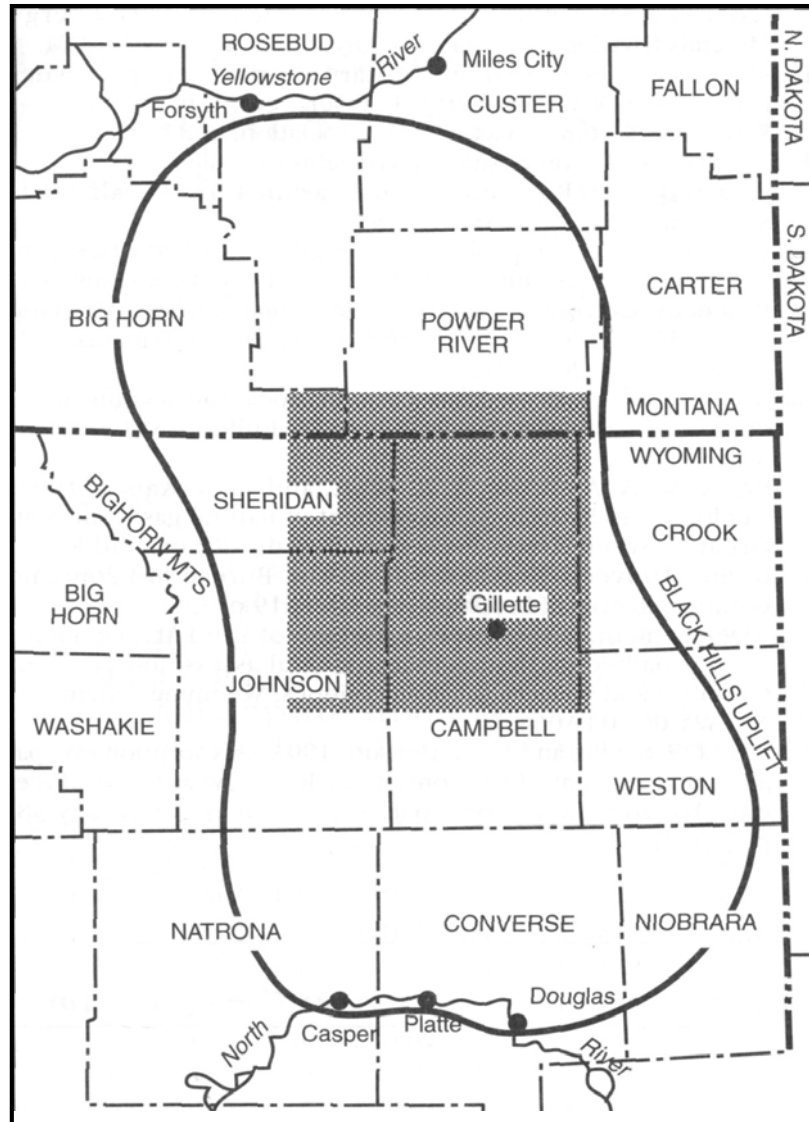 ROSEBUD
River
Miles City
N. DAKOTA
Yellowstone
FALLON
Forsyth
CUSTER
S. DAKOTA
CARTER
BIG HORN
POWDER
RIVER
MONTANA
WYOMING
BIGHORN MTS
SHERIDAN
CROOK
BIG
HORN
Gillette
BLACK HILLS UPLIFT
JOHNSON
WASHAKIE
CAMPBELL
WESTON
NATRONA
CONVERSE
NIOBRARA
Douglas
North
Casper
Platte
River